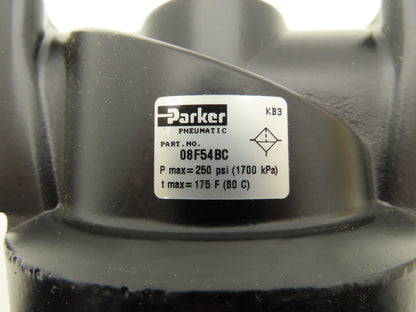 Parker
KB3
PNEUMATIC
PART.NO.
08F54BC
P max= 250 psi (1700 kPa)
t max= 175 F (80 C)